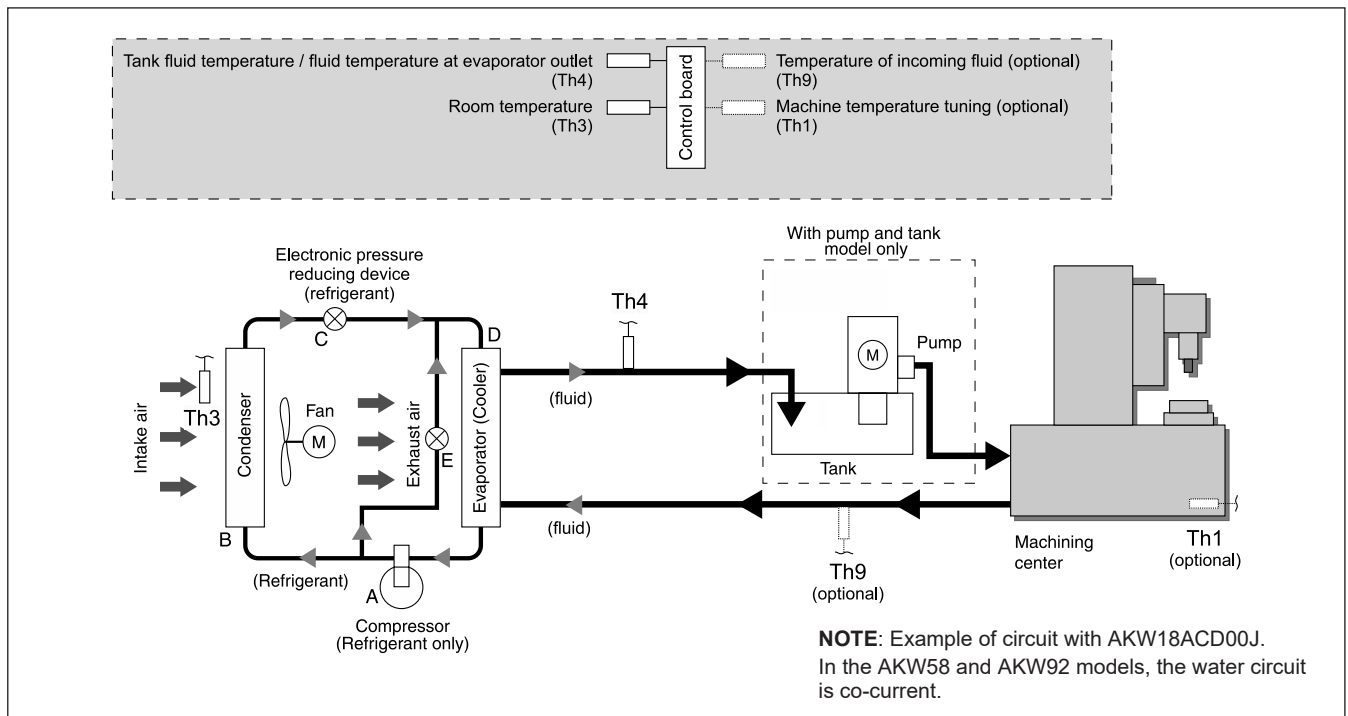 Tank fluid temperature / fluid temperature at evaporator outlet
(Th4)
Room temperature
(Th3)
Control board
Temperature of incoming fluid (optional)
(Th9)
Machine temperature tuning (optional)
(Th1)
With pump and tank
model only
Electronic pressure
reducing device
(refrigerant)
C
D
Th4
M
Pump
(fluid)
Tank
Intake air
Th3
Condenser
Fan
M
Exhaust air
E
Evaporator (Cooler)
B
(Refrigerant)
A
Compressor
(Refrigerant only)
(fluid)
Th9
(optional)
Machining
center
Th1
(optional)
NOTE: Example of circuit with AKW18ACD00J.
In the AKW58 and AKW92 models, the water circuit
is co-current.